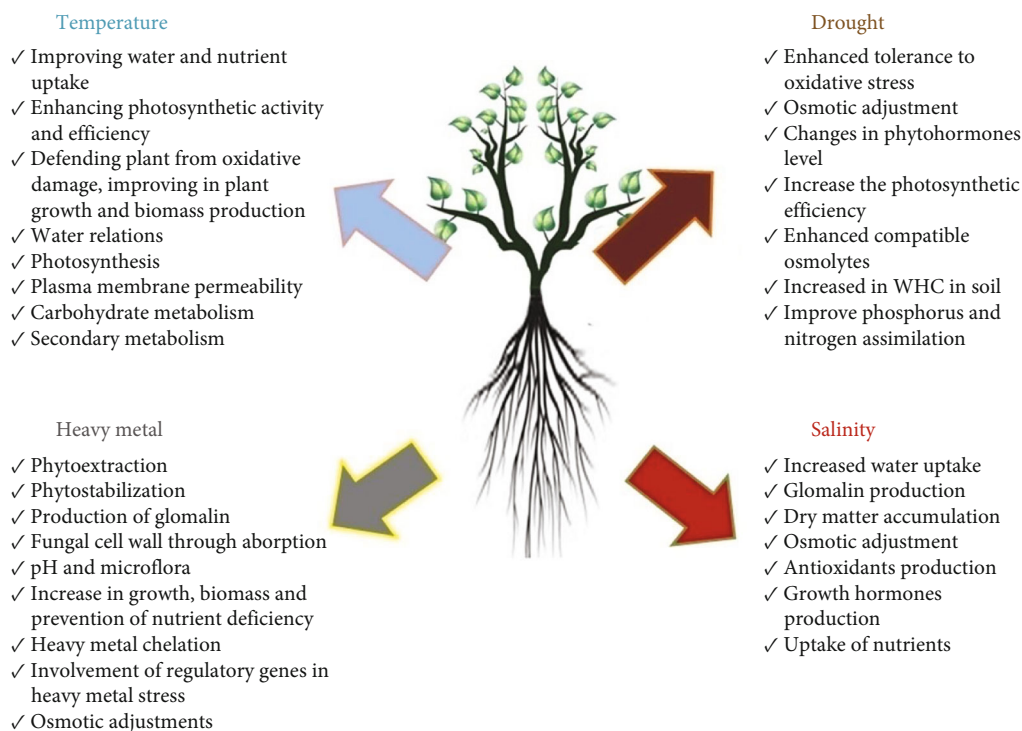 Temperature
✓ Improving water and nutrient
uptake
✓ Enhancing photosynthetic activity
and efficiency
✓ Defending plant from oxidative
damage, improving in plant
growth and biomass production
✓ Water relations
✓ Photosynthesis
✓ Plasma membrane permeability
✓ Carbohydrate metabolism
✓ Secondary metabolism
Drought
✓ Enhanced tolerance to
oxidative stress
✓ Osmotic adjustment
✓ Changes in phytohormones
level
✓ Increase the photosynthetic
efficiency
✓ Enhanced compatible
osmolytes
✓ Increased in WHC in soil
✓ Improve phosphorus and
nitrogen assimilation
Heavy metal
✓ Phytoextraction
✓ Phytostabilization
✓ Production of glomalin
✓ Fungal cell wall through aborption
✓ pH and microflora
✓ Increase in growth, biomass and
prevention of nutrient deficiency
✓ Heavy metal chelation
✓ Involvement of regulatory genes in
heavy metal stress
✓ Osmotic adjustments
Salinity
✓ Increased water uptake
✓ Glomalin production
✓ Dry matter accumulation
✓ Osmotic adjustment
✓ Antioxidants production
✓ Growth hormones
production
✓ Uptake of nutrients